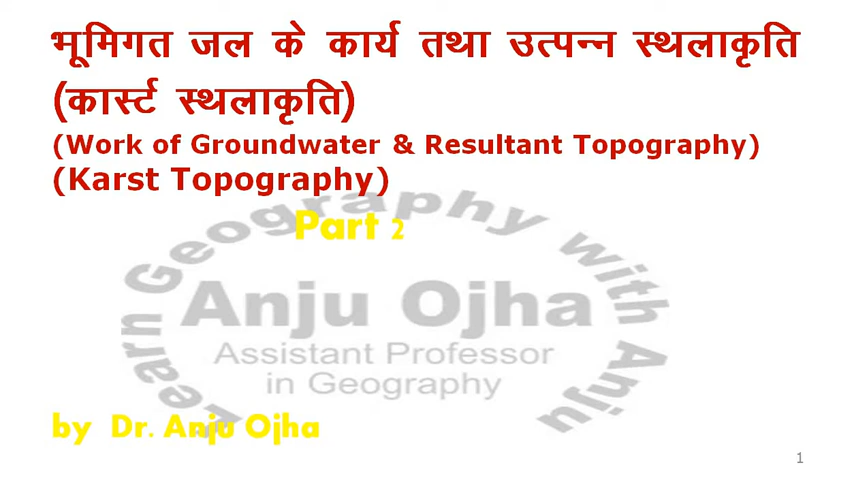 भूमिगत जल के कार्य तथा उत्पन्न स्थलाकृति
(कार्स्ट स्थलाकृति)
(Work of Groundwater & Resultant Topography)
(Karst Topography)
Part 2
Learn Geography with Anju
Anju Ojha
Assistant Professor
in Geography
by Dr. Anju Ojha
1